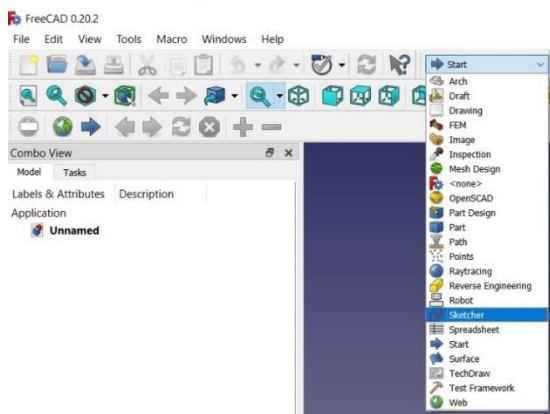 FreeCAD 0.20.2
File Edit View Tools Macro Windows Help
Start
Arch
Draft
Drawing
FEM
Image
Inspection
Mesh Design
<none>
OpenSCAD
Part Design
Part
Path
Points
Raytracing
Reverse Engineering
Robot
Sketcher
Spreadsheet
Start
Surface
TechDraw
Test Framework
Web
Combo View
Model Tasks
Labels & Attributes Description
Application
Unnamed